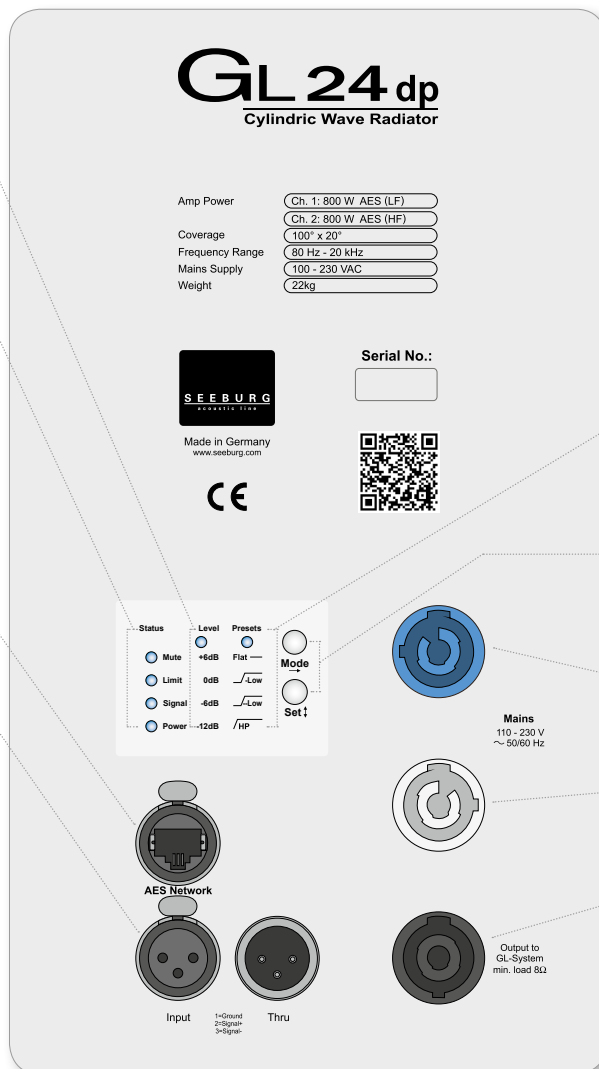 GL 24 dp
Cylindric Wave Radiator
Amp Power Ch. 1: 800 W AES (LF)
Ch. 2: 800 W AES (HF)
Coverage 100° x 20°
Frequency Range 80 Hz - 20 kHz
Mains Supply 100 - 230 VAC
Weight 22kg
SEEBURG
acoustic line
Made in Germany
www.seeburg.com
CE
Serial No.:
Status Level Presets
Mute +6dB Flat
Limit 0dB -Low
Signal -6dB -Low
Power -12dB HP
Mode
Set
Mains
110 - 230 V
~ 50/60 Hz
AES Network
Input
1=Ground
2=Signal+
3=Signal-
Thru
Output to
GL-System
min. load 8Ω